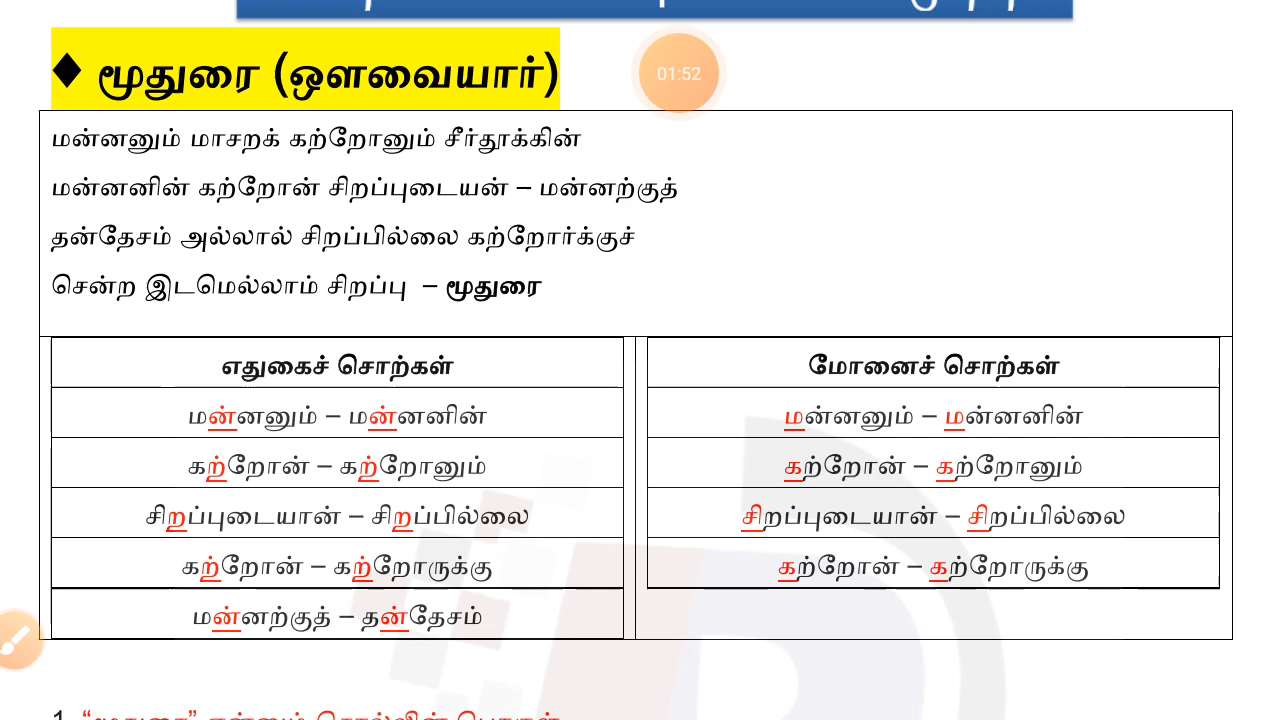 ♦ மூதுரை (ஔவையார்)
01:52
மன்னனும் மாசறக் கற்றோனும் சீர்தூக்கின்
மன்னனின் கற்றோன் சிறப்புடையன் – மன்னற்குத்
தன்தேசம் அல்லால் சிறப்பில்லை கற்றோர்க்குச்
சென்ற இடமெல்லாம் சிறப்பு – மூதுரை
எதுகைச் சொற்கள்
மன்னனும் – மன்னனின்
கற்றோன் – கற்றோனும்
சிறப்புடையான் – சிறப்பில்லை
கற்றோன் – கற்றோருக்கு
மன்னற்குத் – தன்தேசம்
மோனைச் சொற்கள்
மன்னனும் – மன்னனின்
கற்றோன் – கற்றோனும்
சிறப்புடையான் – சிறப்பில்லை
கற்றோன் – கற்றோருக்கு
1. “மூதுரை” என்னும் சொல்லின் பொருள்